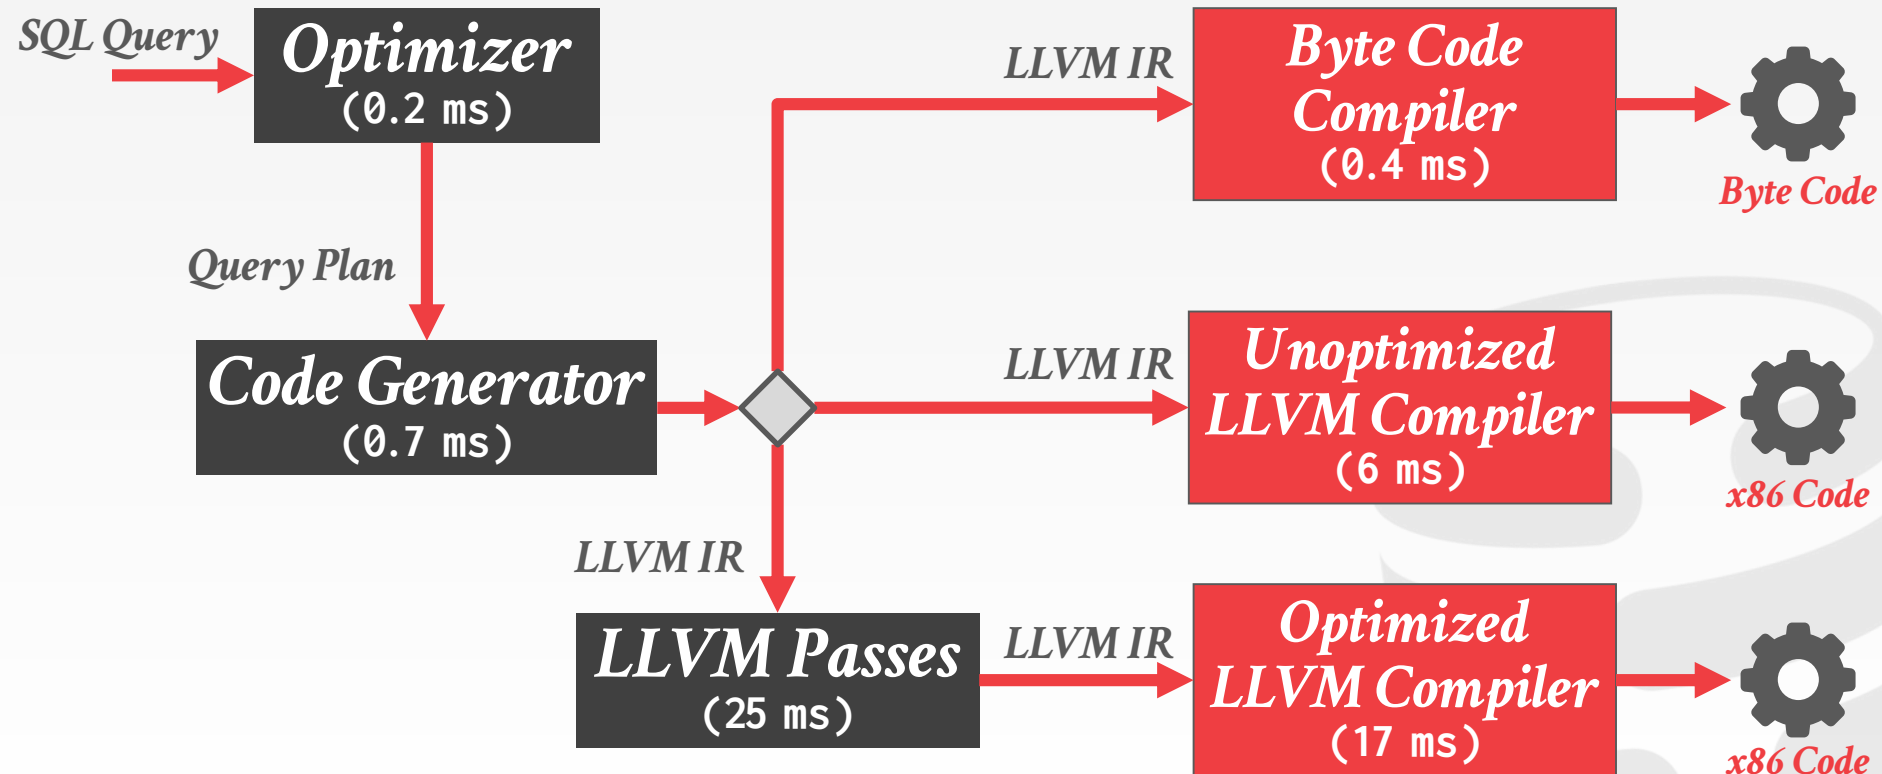 SQL Query
Optimizer
(0.2 ms)
Query Plan
Code Generator
(0.7 ms)
LLVM IR
Byte Code
Compiler
(0.4 ms)
Byte Code
LLVM IR
Unoptimized
LLVM Compiler
(6 ms)
x86 Code
LLVM IR
LLVM Passes
(25 ms)
LLVM IR
Optimized
LLVM Compiler
(17 ms)
x86 Code